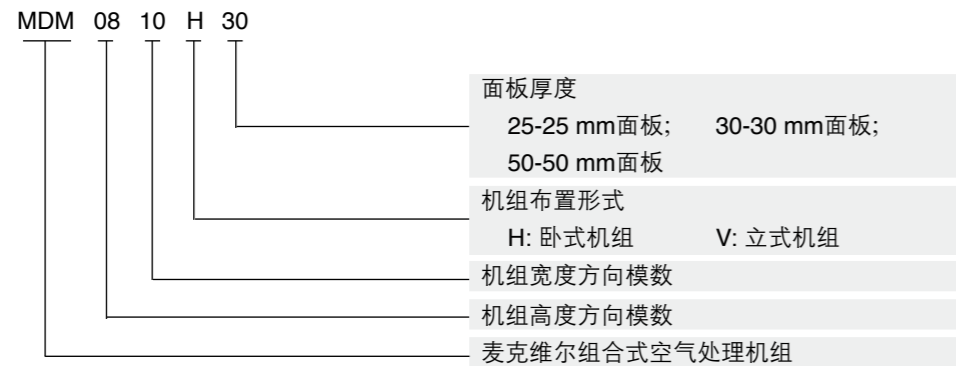 MDM 08 10 H 30
面板厚度
25-25 mm面板; 30-30 mm面板;
50-50 mm面板
机组布置形式
H: 卧式机组 V: 立式机组
机组宽度方向模数
机组高度方向模数
麦克维尔组合式空气处理机组